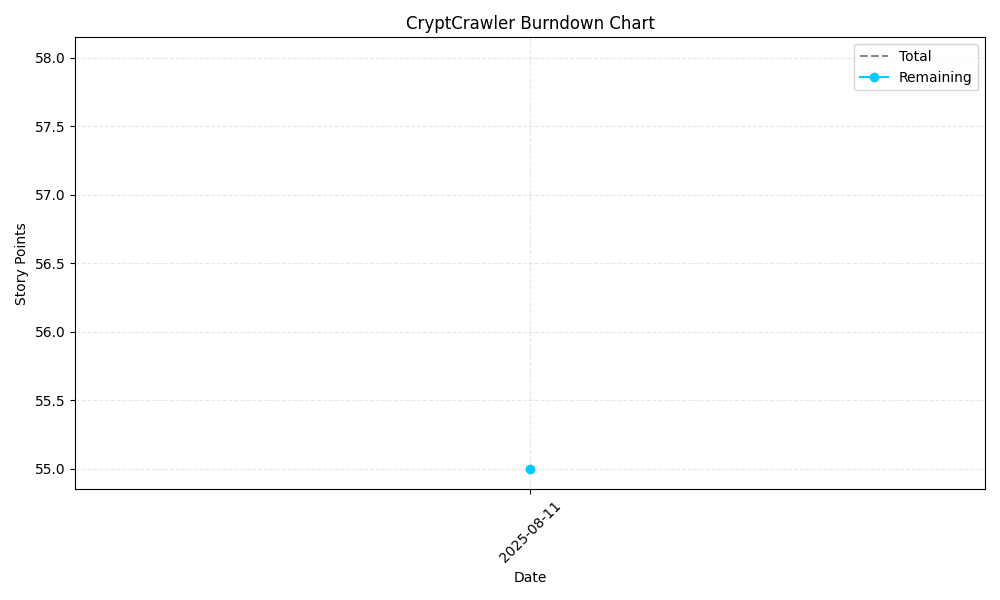 CryptCrawler Burndown Chart
58.0
57.5
57.0
56.5
56.0
55.5
55.0
Story Points
Total
Remaining
2025-08-11
Date